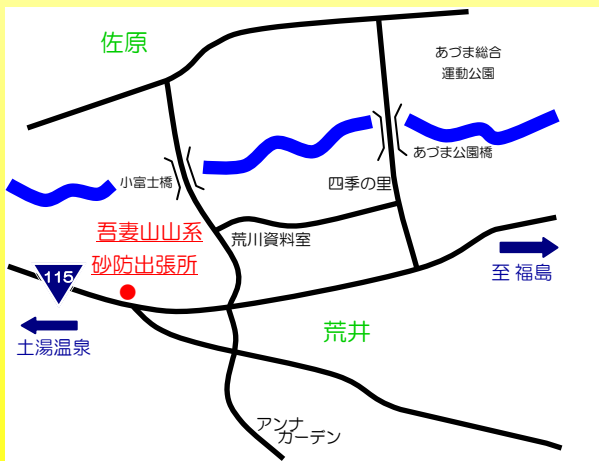 佐原
あづま総合
運動公園
小富士橋
四季の里
あづま公園橋
吾妻山山系
砂防出張所
荒川資料室
115
至 福島
土湯温泉
荒井
アンナ
ガーデン